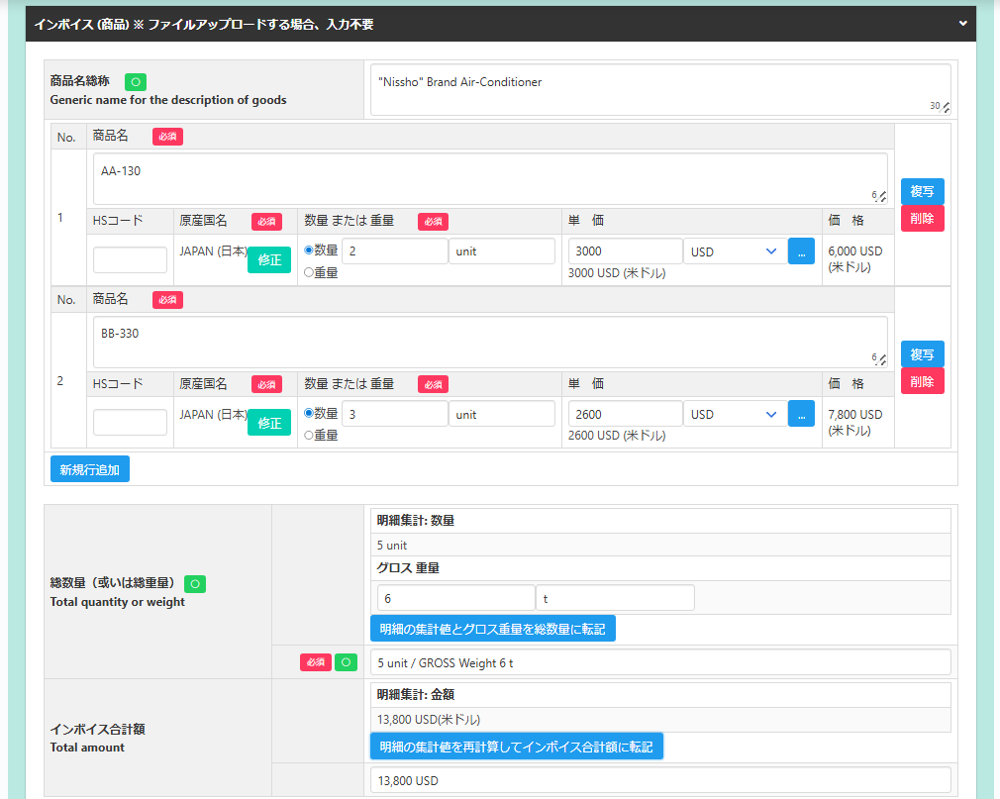 インボイス (商品) ※ ファイルアップロードする場合、入力不要
商品名総称 ○
Generic name for the description of goods
"Nissho" Brand Air-Conditioner
30
No. 商品名 必須
1
AA-130
6
複写
削除
HSコード 原産国名 必須 数量 または 重量 必須 単 価 価 格
JAPAN (日本) 修正 数量 2 unit 3000 USD ... 6,000 USD
重量 3000 USD (米ドル) (米ドル)
No. 商品名 必須
2
BB-330
6
複写
削除
HSコード 原産国名 必須 数量 または 重量 必須 単 価 価 格
JAPAN (日本) 修正 数量 3 unit 2600 USD ... 7,800 USD
重量 2600 USD (米ドル) (米ドル)
新規行追加
総数量（或いは総重量） ○
Total quantity or weight
明細集計: 数量
5 unit
グロス 重量
6 t
明細の集計値とグロス重量を総数量に転記
必須 ○ 5 unit / GROSS Weight 6 t
インボイス合計額
Total amount
明細集計: 金額
13,800 USD(米ドル)
明細の集計値を再計算してインボイス合計額に転記
13,800 USD